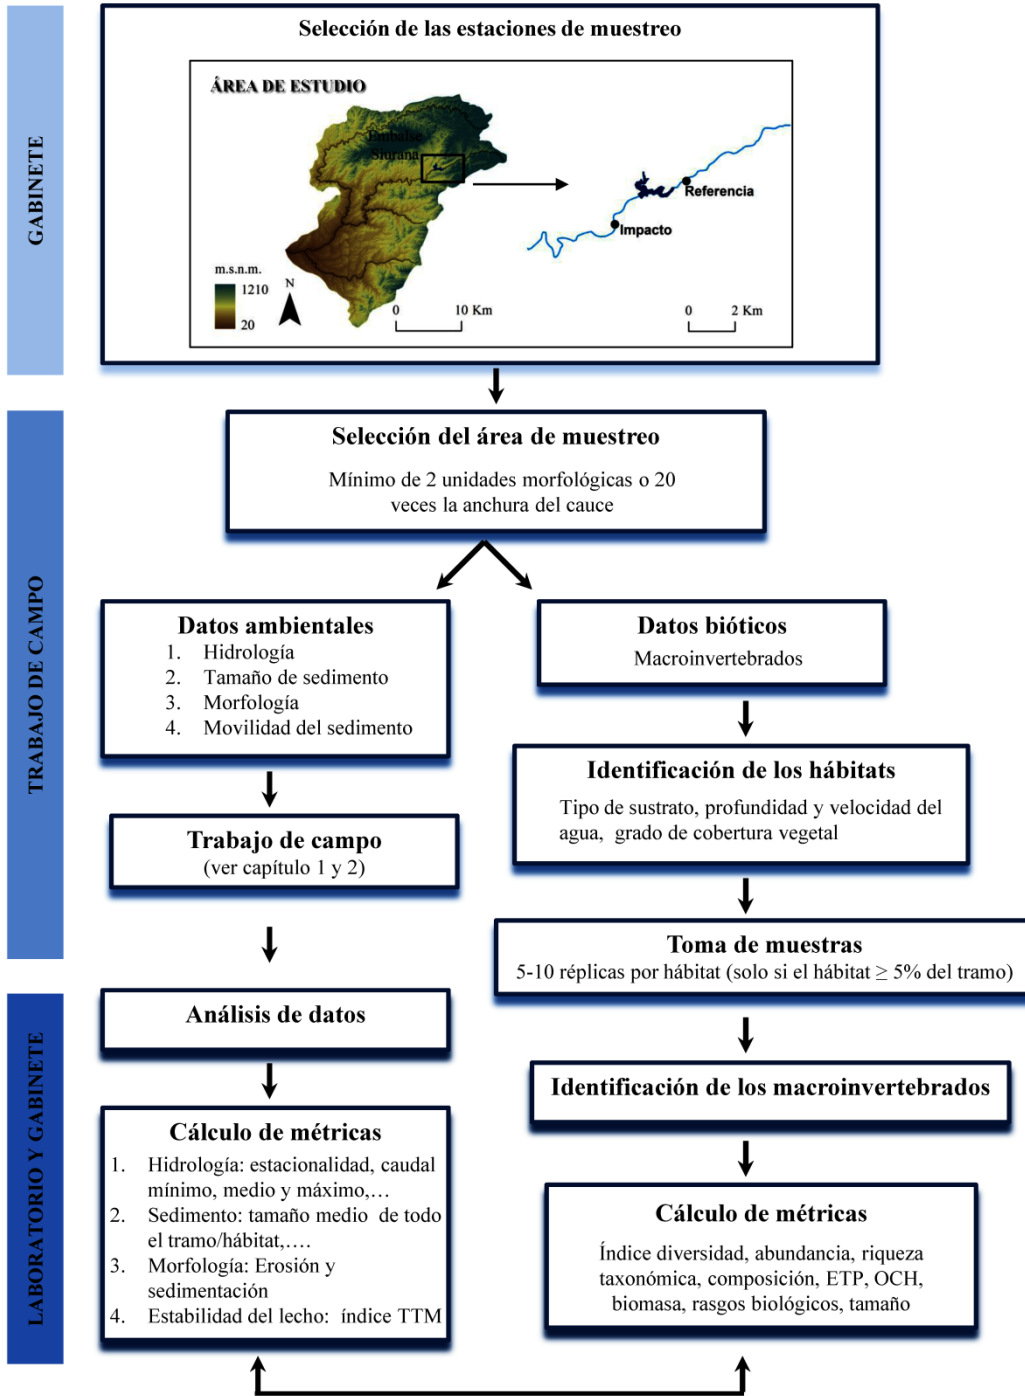 GABINETE
Selección de las estaciones de muestreo
ÁREA DE ESTUDIO
Embalse
Siurana
Referencia
Impacto
m.s.n.m.
1210
20
N
0
10 Km
0
2 Km
TRABAJO DE CAMPO
Selección del área de muestreo
Mínimo de 2 unidades morfológicas o 20
veces la anchura del cauce
Datos ambientales
1. Hidrología
2. Tamaño de sedimento
3. Morfología
4. Movilidad del sedimento
Trabajo de campo
(ver capítulo 1 y 2)
Datos bióticos
Macroinvertebrados
Identificación de los hábitats
Tipo de sustrato, profundidad y velocidad del
agua, grado de cobertura vegetal
Toma de muestras
5-10 réplicas por hábitat (solo si el hábitat ≥ 5% del tramo)
LABORATORIO Y GABINETE
Análisis de datos
Cálculo de métricas
1. Hidrología: estacionalidad, caudal
mínimo, medio y máximo,...
2. Sedimento: tamaño medio de todo
el tramo/hábitat,....
3. Morfología: Erosión y
sedimentación
4. Estabilidad del lecho: índice TTM
Identificación de los macroinvertebrados
Cálculo de métricas
Índice diversidad, abundancia, riqueza
taxonómica, composición, ETP, OCH,
biomasa, rasgos biológicos, tamaño